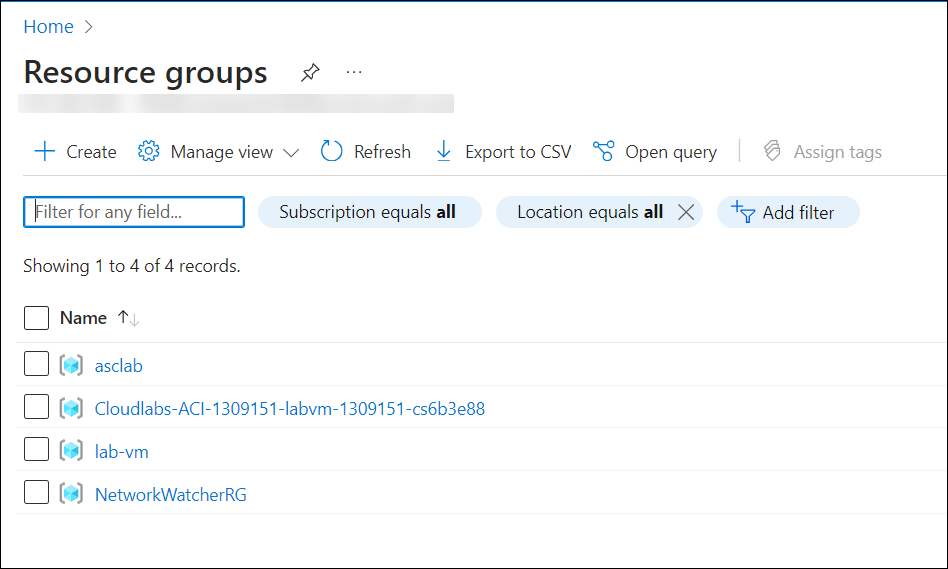 Home
Resource groups
Create Manage view Refresh Export to CSV Open query Assign tags
Filter for any field... Subscription equals all Location equals all Add filter
Showing 1 to 4 of 4 records.
Name
asclab
Cloudlabs-ACI-1309151-labvm-1309151-cs6b3e88
lab-vm
NetworkWatcherRG